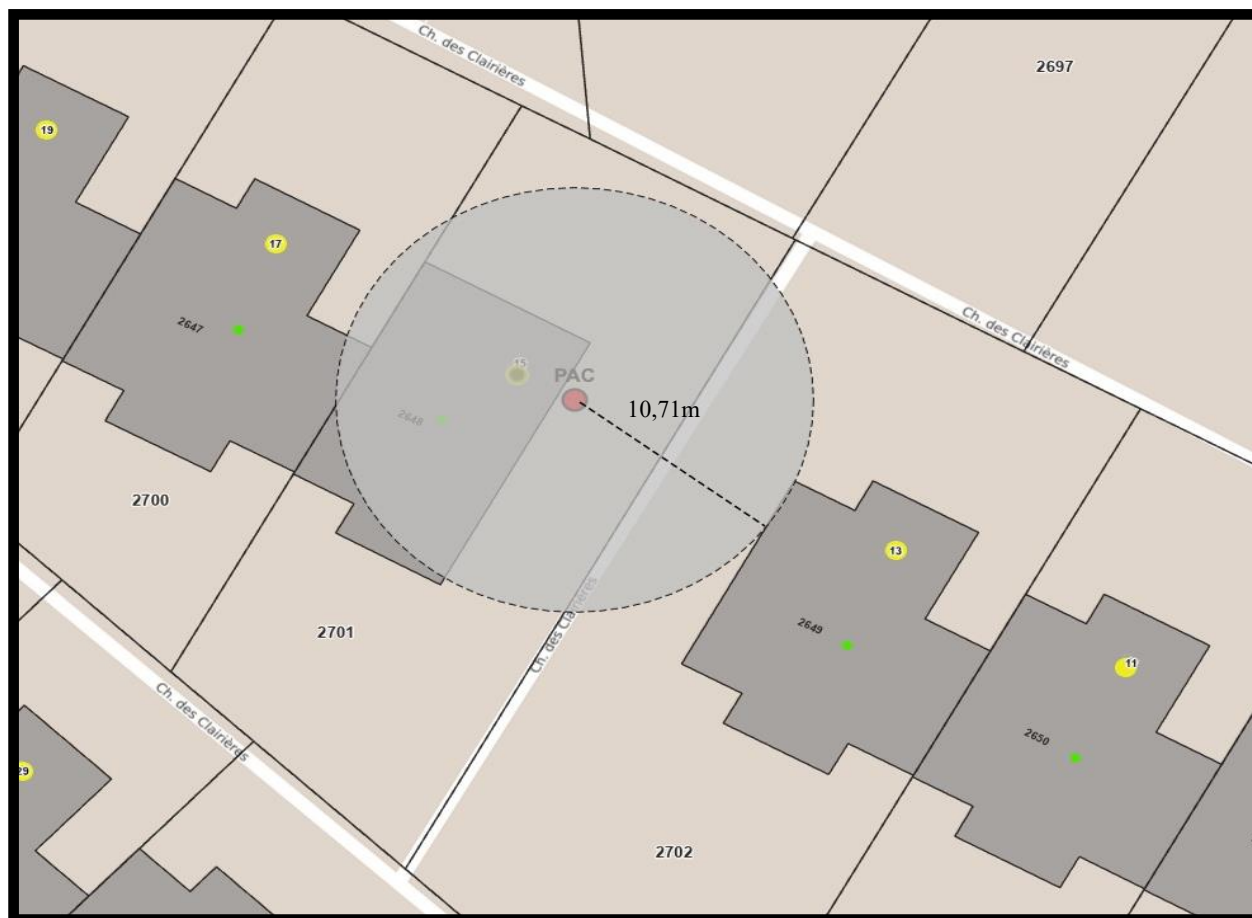 Ch. des Clairières
2697
19
17
2647
Ch. des Clairières
15
PAC
10,71m
2648
2700
13
Ch. des Clairières
2701
2649
11
Ch. des Clairières
2650
29
2702